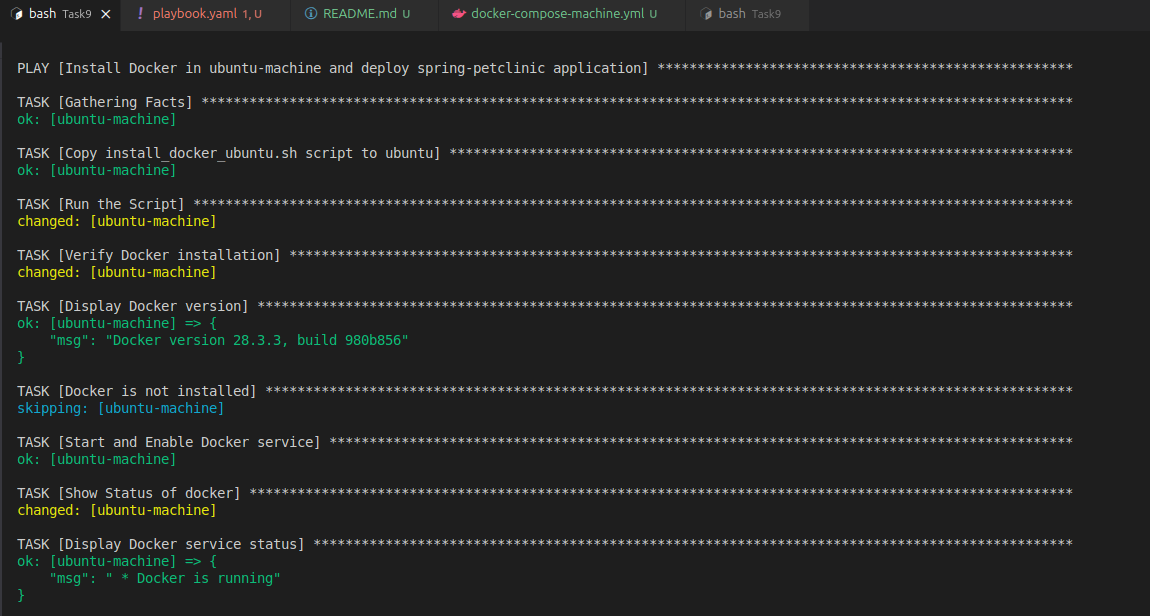 bash Task9 × ! playbook.yaml 1, U README.md U docker-compose-machine.yml U bash Task9
PLAY [Install Docker in ubuntu-machine and deploy spring-petclinic application] ****************************************************
TASK [Gathering Facts] *************************************************************************************************************
ok: [ubuntu-machine]
TASK [Copy install_docker_ubuntu.sh script to ubuntu] ******************************************************************************
ok: [ubuntu-machine]
TASK [Run the Script] **************************************************************************************************************
changed: [ubuntu-machine]
TASK [Verify Docker installation] **************************************************************************************************
changed: [ubuntu-machine]
TASK [Display Docker version] ******************************************************************************************************
ok: [ubuntu-machine] => {
    "msg": "Docker version 28.3.3, build 980b856"
}
TASK [Docker is not installed] *****************************************************************************************************
skipping: [ubuntu-machine]
TASK [Start and Enable Docker service] *********************************************************************************************
ok: [ubuntu-machine]
TASK [Show Status of docker] *******************************************************************************************************
changed: [ubuntu-machine]
TASK [Display Docker service status] ***********************************************************************************************
ok: [ubuntu-machine] => {
    "msg": " * Docker is running"
}